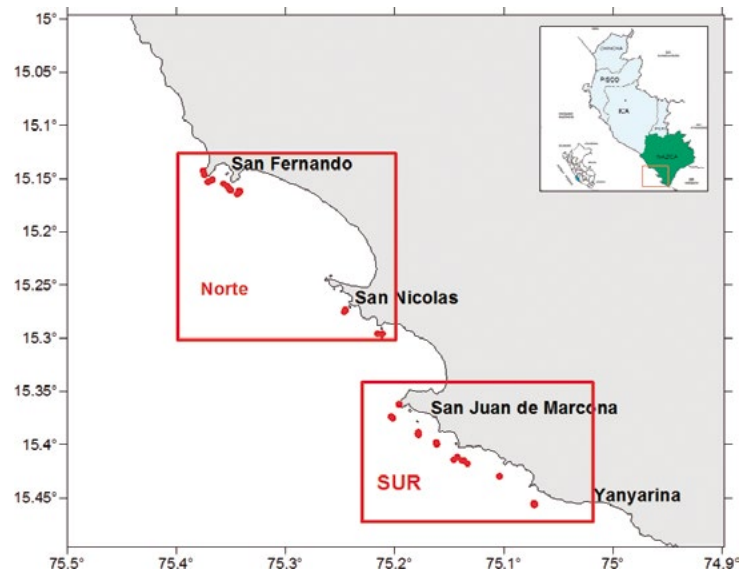 15°
15.05°
15.1°
15.15°
15.2°
15.25°
15.3°
15.35°
15.4°
15.45°
San Fernando
Norte
San Nicolas
San Juan de Marcona
SUR
Yanyarina
75.5°
75.4°
75.3°
75.2°
75.1°
75°
74.9°
CHINCHA
PISCO
ICA
NAZCA